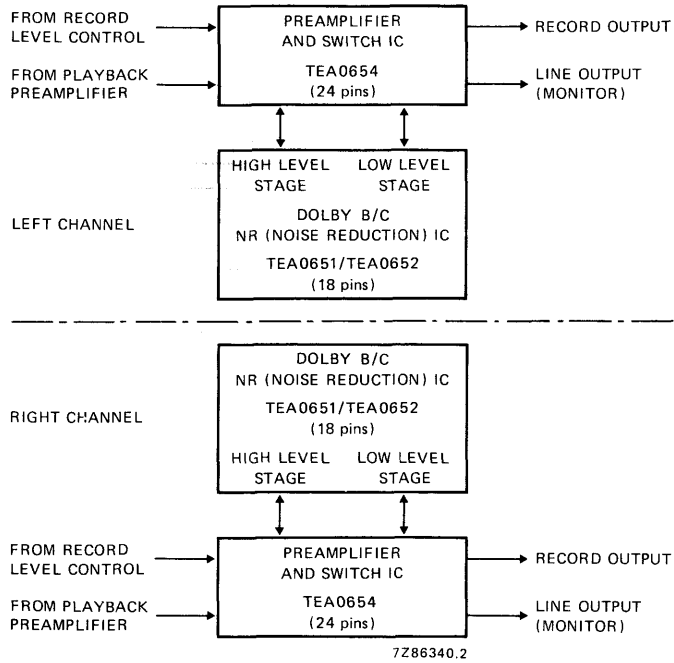 FROM RECORD
LEVEL CONTROL
PREAMPLIFIER
AND SWITCH IC
TEA0654
(24 pins)
RECORD OUTPUT
FROM PLAYBACK
PREAMPLIFIER
LINE OUTPUT
(MONITOR)
HIGH LEVEL
STAGE
LOW LEVEL
STAGE
LEFT CHANNEL
DOLBY B/C
NR (NOISE REDUCTION) IC
TEA0651/TEA0652
(18 pins)
DOLBY B/C
NR (NOISE REDUCTION) IC
TEA0651/TEA0652
(18 pins)
RIGHT CHANNEL
HIGH LEVEL
STAGE
LOW LEVEL
STAGE
FROM RECORD
LEVEL CONTROL
PREAMPLIFIER
AND SWITCH IC
TEA0654
(24 pins)
RECORD OUTPUT
FROM PLAYBACK
PREAMPLIFIER
LINE OUTPUT
(MONITOR)
7Z86340.2